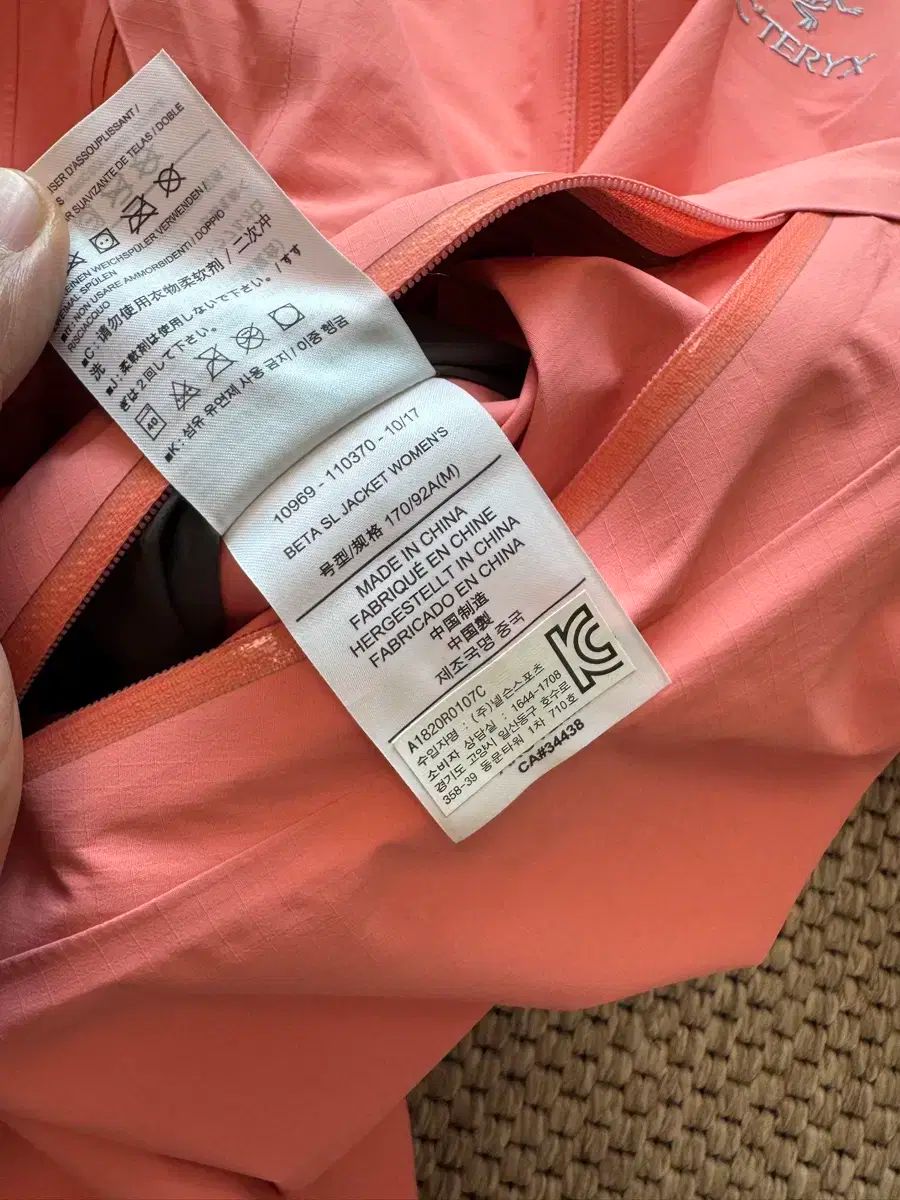 TERYX
ISER D'ASSOUPLISSANT /
SUAVIZANTE DE TELAS / DOBLE
EINEN WEICHSPÜLER VERWENDEN /
MAL SPÜLEN
NON USARE AMMORBIDENTI / DOPPIO
RISCIACQUO
■C: 请勿使用衣物柔软剂 / 二次冲
洗
■J: 柔軟剤は使用しないで下さい。/ すす
ぎは2回して下さい。
■K: 섬유 유연제 사용 금지 / 이중 헹굼
10969 - 110370 - 10/17
BETA SL JACKET WOMEN'S
号型/规格 170/92A(M)
MADE IN CHINA
FABRIQUÉ EN CHINE
HERGESTELLT IN CHINA
FABRICADO EN CHINA
中国制造
中国製
제조국명 중국
A1820R0107C
수입자명 : (주)넬슨스포츠
소비자 상담실 : 1644-1708
경기도 고양시 일산동구 호수로
358-39 동문타워 1차 710호
CA#34438